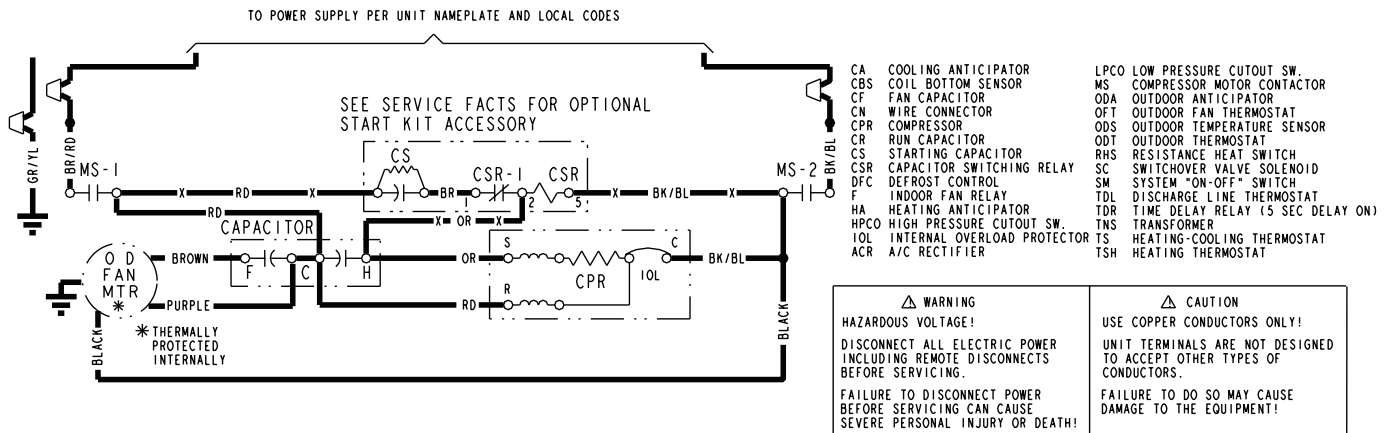 TO POWER SUPPLY PER UNIT NAMEPLATE AND LOCAL CODES
SEE SERVICE FACTS FOR OPTIONAL
START KIT ACCESSORY
GR/YL
BR/RD
MS-1
X RD X
CS
BR
CSR-1
1
2
CSR
5
X BK/BL X
MS-2
BK/BL
RD
X OR X
CAPACITOR
O D
FAN
MTR
*
BROWN
F
C
H
OR
S
C
CPR
IOL
BK/BL
PURPLE
RD
R
BLACK
BLACK
* THERMALLY
PROTECTED
INTERNALLY
CA COOLING ANTICIPATOR
CBS COIL BOTTOM SENSOR
CF FAN CAPACITOR
CN WIRE CONNECTOR
CPR COMPRESSOR
CR RUN CAPACITOR
CS STARTING CAPACITOR
CSR CAPACITOR SWITCHING RELAY
DFC DEFROST CONTROL
F INDOOR FAN RELAY
HA HEATING ANTICIPATOR
HPCO HIGH PRESSURE CUTOUT SW.
IOL INTERNAL OVERLOAD PROTECTOR
ACR A/C RECTIFIER
LPCO LOW PRESSURE CUTOUT SW.
MS COMPRESSOR MOTOR CONTACTOR
ODA OUTDOOR ANTICIPATOR
OFT OUTDOOR FAN THERMOSTAT
ODS OUTDOOR TEMPERATURE SENSOR
ODT OUTDOOR THERMOSTAT
RHS RESISTANCE HEAT SWITCH
SC SWITCHOVER VALVE SOLENOID
SM SYSTEM "ON-OFF" SWITCH
TDL DISCHARGE LINE THERMOSTAT
TDR TIME DELAY RELAY (5 SEC DELAY ON)
TNS TRANSFORMER
TS HEATING-COOLING THERMOSTAT
TSH HEATING THERMOSTAT
⚠ WARNING
HAZARDOUS VOLTAGE!
DISCONNECT ALL ELECTRIC POWER
INCLUDING REMOTE DISCONNECTS
BEFORE SERVICING.
FAILURE TO DISCONNECT POWER
BEFORE SERVICING CAN CAUSE
SEVERE PERSONAL INJURY OR DEATH!
⚠ CAUTION
USE COPPER CONDUCTORS ONLY!
UNIT TERMINALS ARE NOT DESIGNED
TO ACCEPT OTHER TYPES OF
CONDUCTORS.
FAILURE TO DO SO MAY CAUSE
DAMAGE TO THE EQUIPMENT!